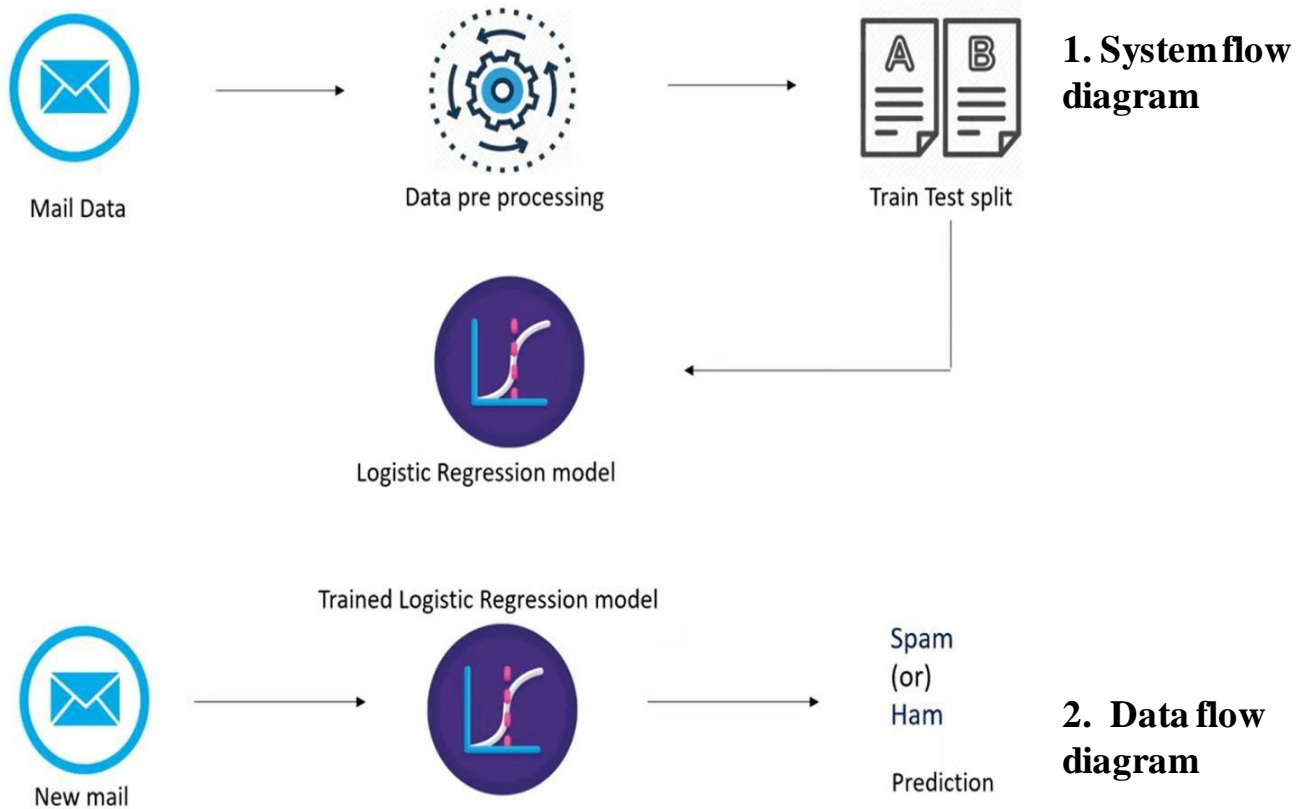 A B
1. System flow
diagram
Mail Data
Data pre processing
Train Test split
Logistic Regression model
Trained Logistic Regression model
Spam
(or)
Ham
Prediction
New mail
2. Data flow
diagram